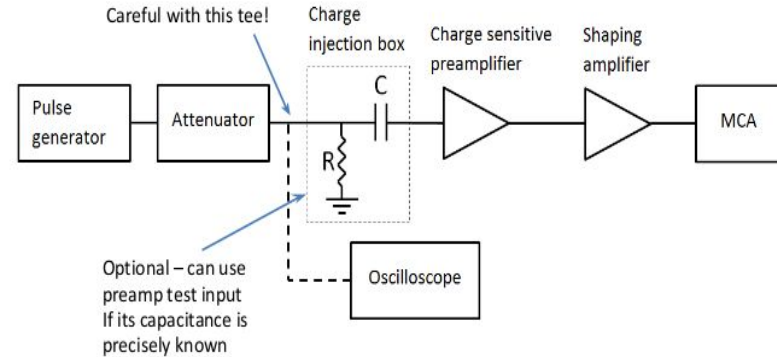 Careful with this tee!
Charge
injection box
Charge sensitive
preamplifier
Shaping
amplifier
Pulse
generator
Attenuator
C
R
MCA
Optional – can use
preamp test input
If its capacitance is
precisely known
Oscilloscope